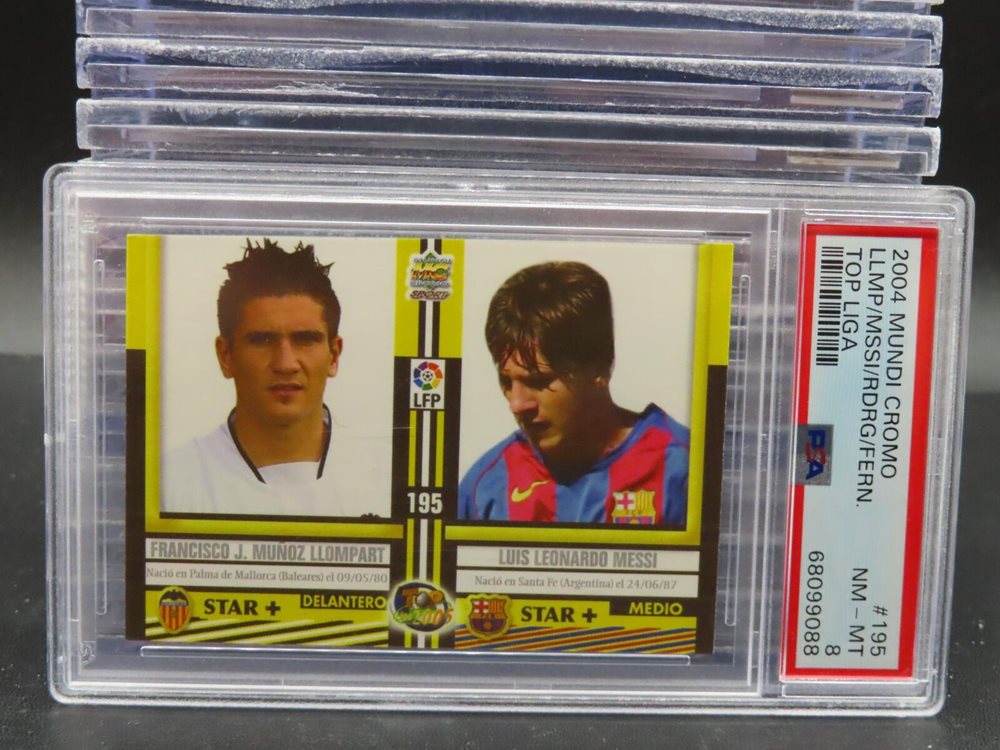 LFP
195
FRANCISCO J. MUÑOZ LLOMPART
Nació en Palma de Mallorca (Baleares) el 09/05/80
STAR +
DELANTERO
TOP
LUIS LEONARDO MESSI
Nació en Santa Fe (Argentina) el 24/06/87
STAR +
MEDIO
2004 MUNDI CROMO
#195
LLMP/MSSI/RDRG/FERN.
NM - MT
TOP LIGA
8
PSA
68099088